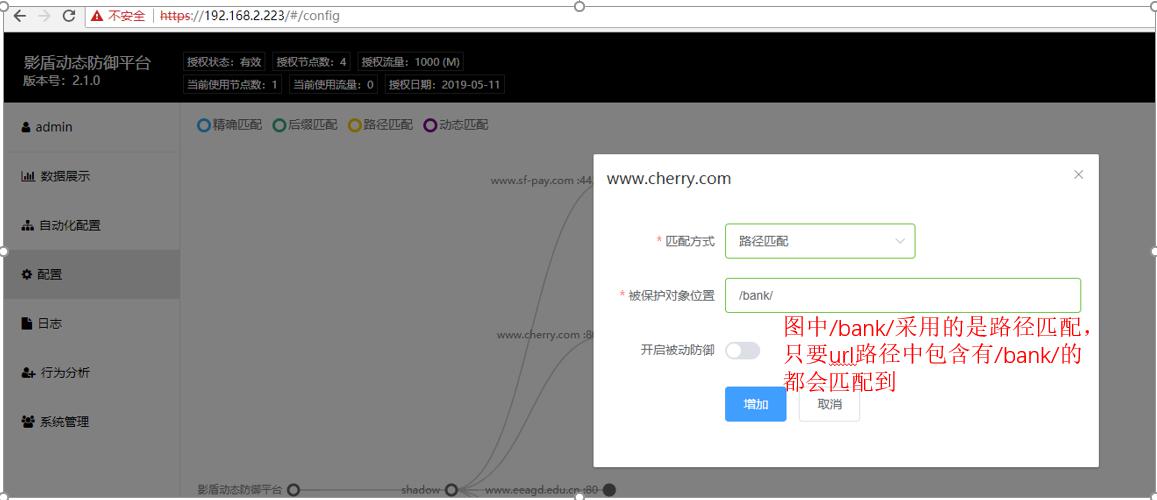 不安全 https://192.168.2.223/#/config
影盾动态防御平台
版本号：2.1.0
授权状态：有效 授权节点数：4 授权流量：1000 (M)
当前使用节点数：1 当前使用流量：0 授权日期：2019-05-11
admin
数据展示
自动化配置
配置
日志
行为分析
系统管理
精确匹配 后缀匹配 路径匹配 动态匹配
www.sf-pay.com :44
www.cherry.com :80
影盾动态防御平台 shadow www.eeagd.edu.cn :80
www.cherry.com
* 匹配方式 路径匹配
* 被保护对象位置 /bank/
开启被动防御
增加 取消
图中/bank/采用的是路径匹配，
只要url路径中包含有/bank/的
都会匹配到